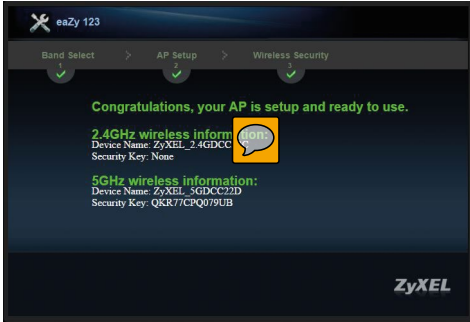 eaZy 123
Band Select > AP Setup > Wireless Security
1 2 3
Congratulations, your AP is setup and ready to use.
2.4GHz wireless information:
Device Name:
Security Key: None
5GHz wireless information:
Device Name: ZyXEL_5GDCC22D
Security Key: QKR77CPQ079UB
ZyXEL